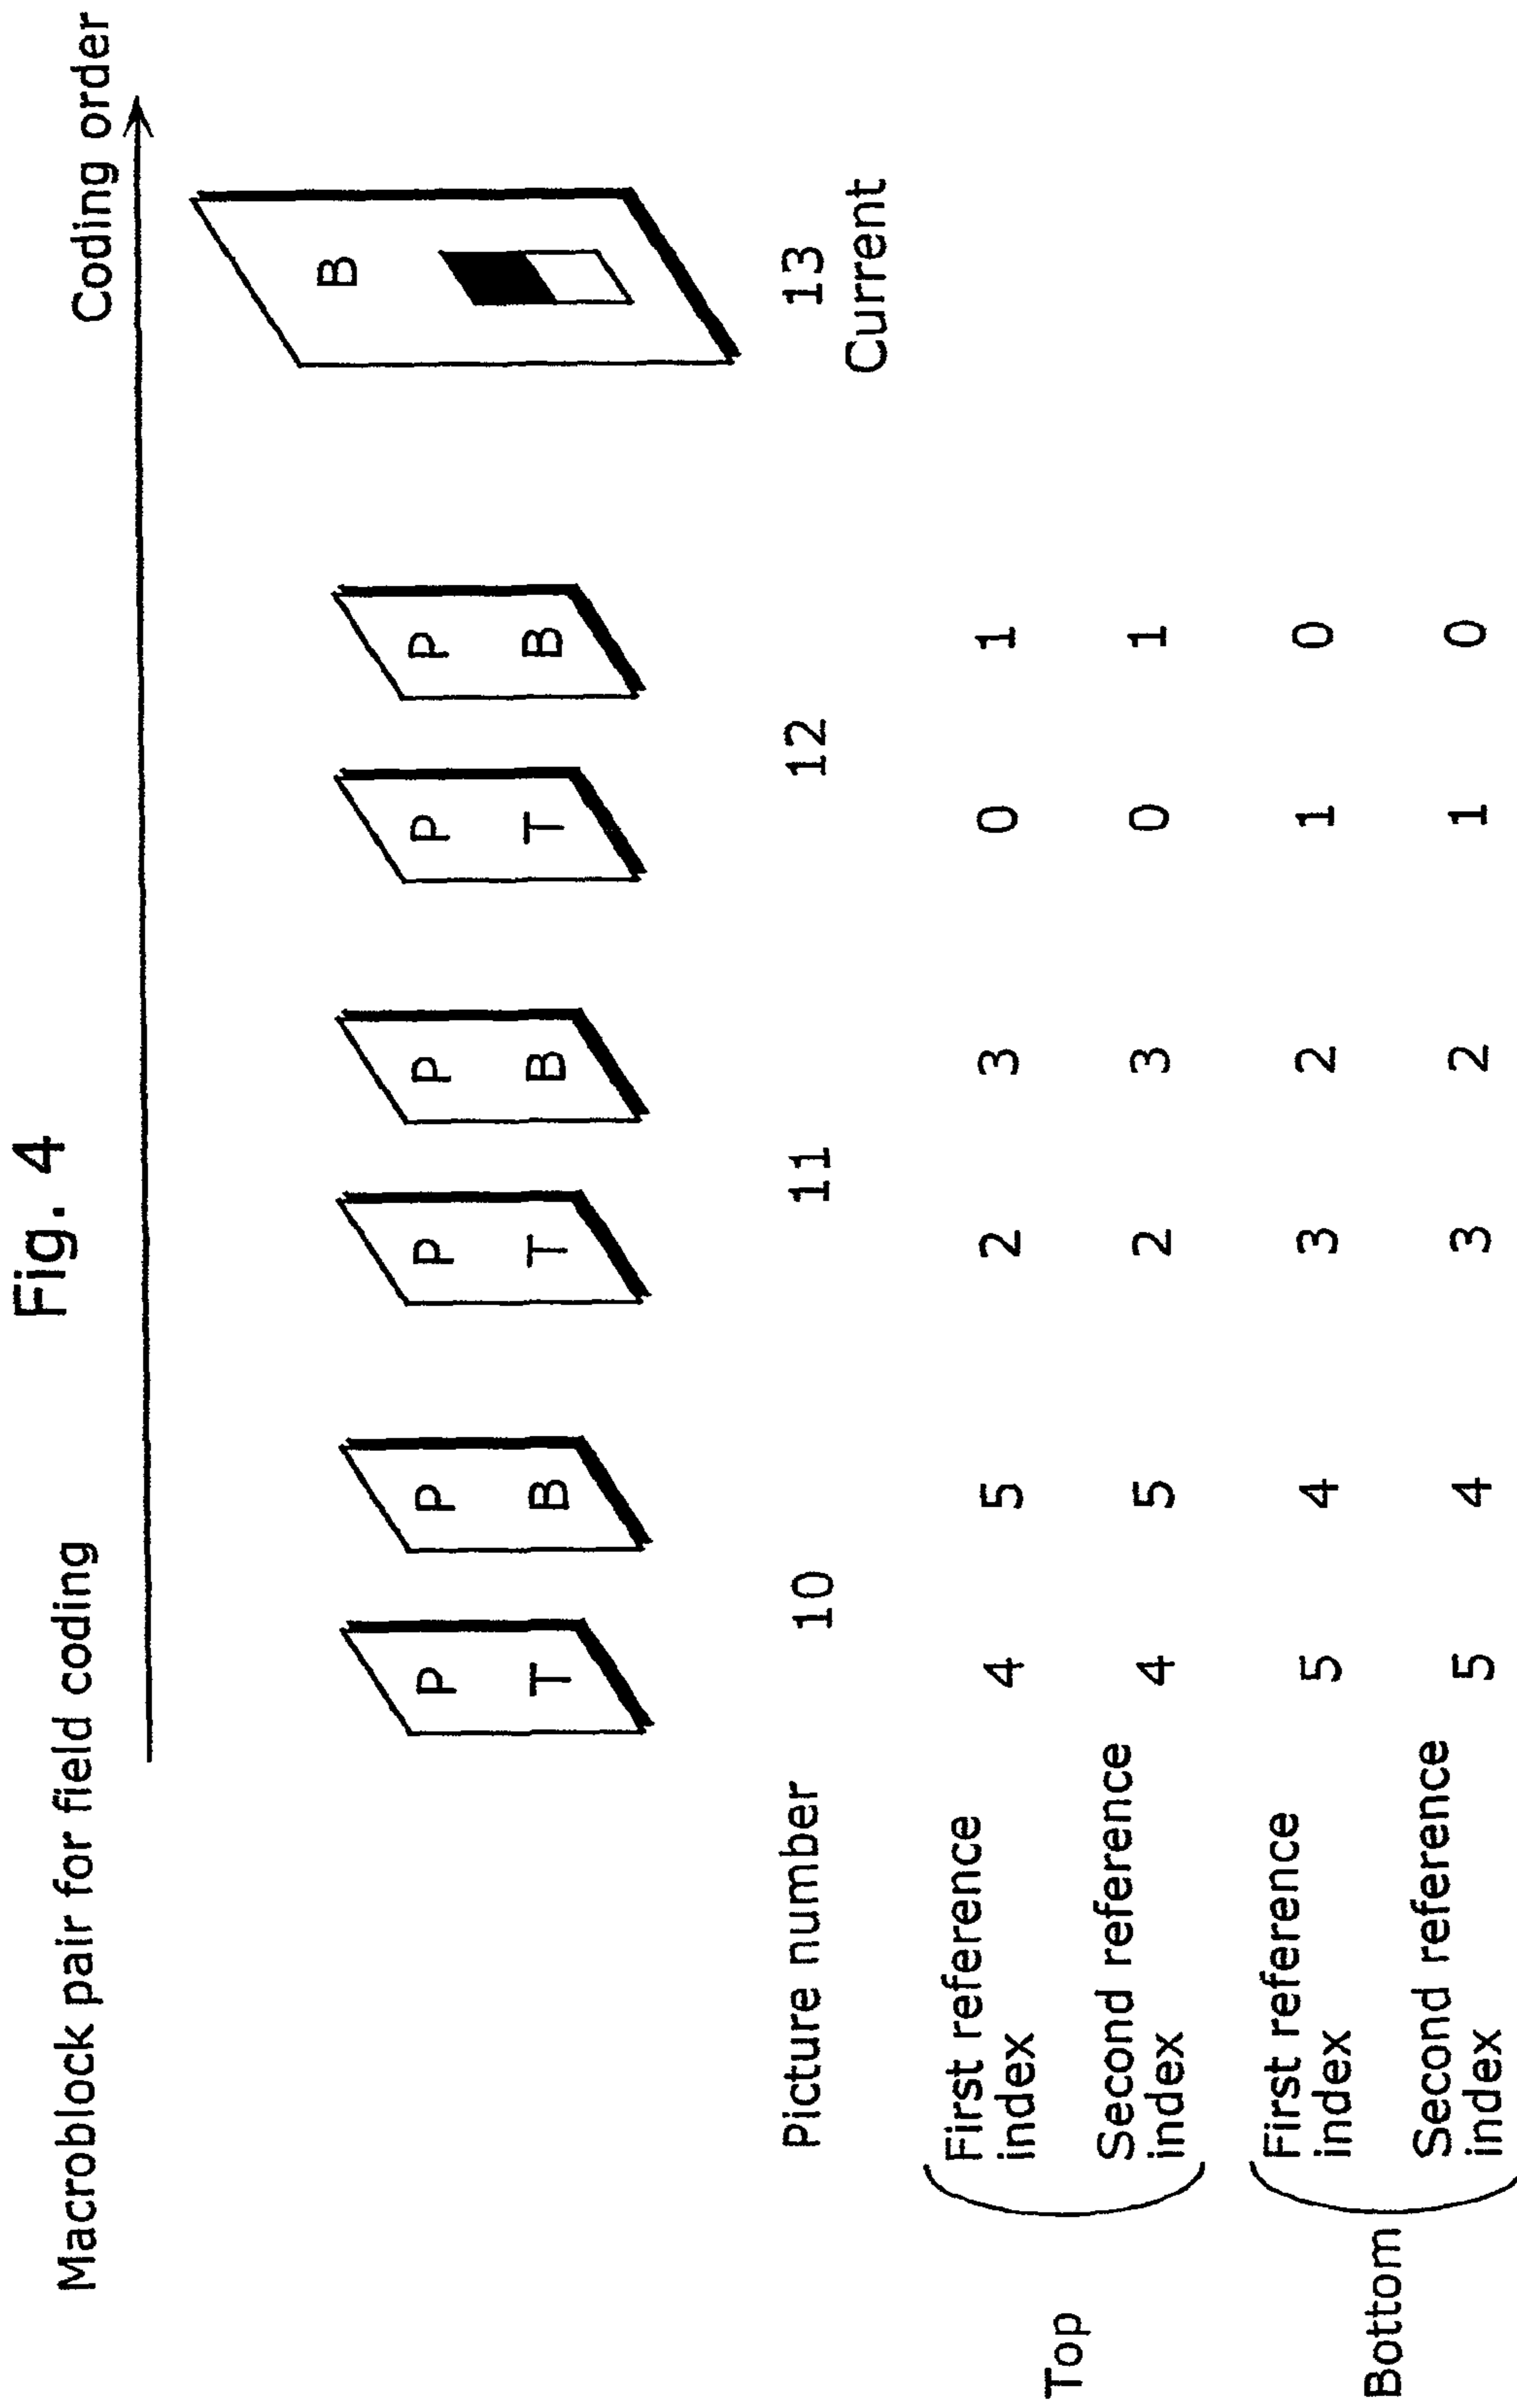 Fig. 4
Macroblock pair for field coding
Coding order
P P P P P P B
T B T B T B
Picture number 10 11 12 13
Current
Top
First reference index 4 5 2 3 0 1
Second reference index 4 5 2 3 0 1
Bottom
First reference index 5 4 3 2 1 0
Second reference index 5 4 3 2 1 0